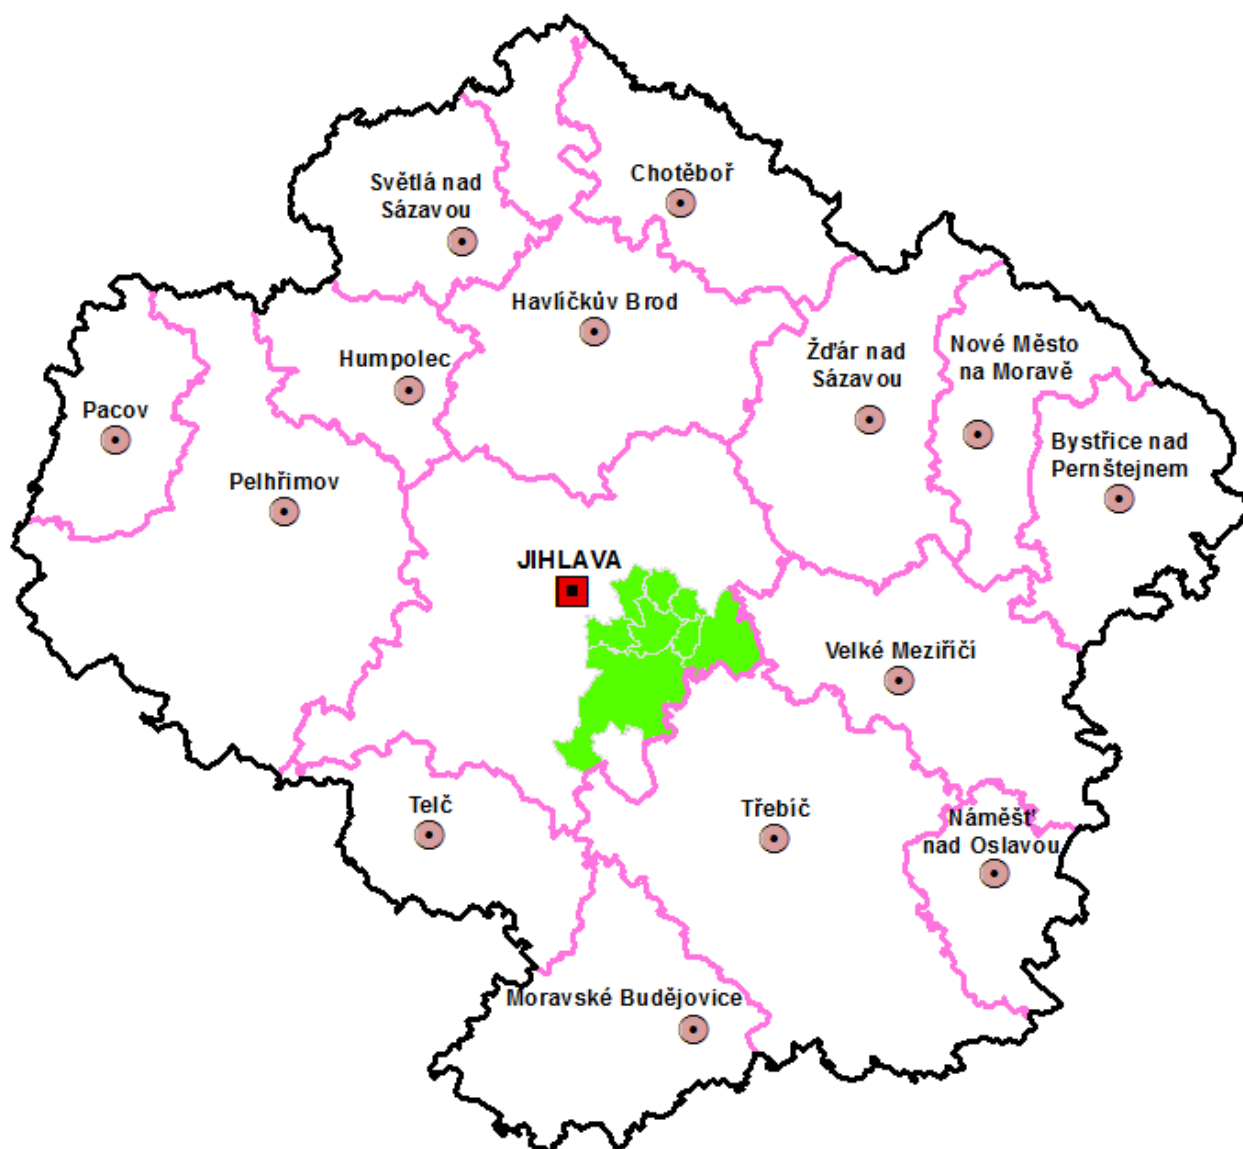 Chotěboř
Světlá nad
Sázavou
Havlíčkův Brod
Humpolec
Žďár nad
Sázavou
Nové Město
na Moravě
Pacov
Bystřice nad
Pernštejnem
Pelhřimov
JIHLAVA
Velké Meziříčí
Telč
Třebíč
Náměšť
nad Oslavou
Moravské Budějovice